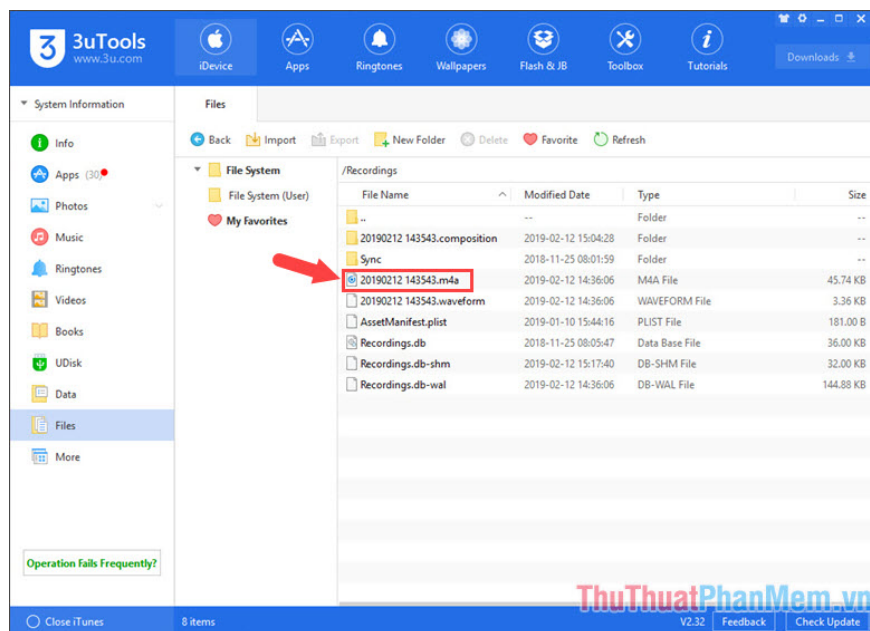 3 3uTools
www.3u.com
iDevice Apps Ringtones Wallpapers Flash & JB Toolbox Tutorials
Downloads
System Information Files
Back Import Export New Folder Delete Favorite Refresh
Info
Apps (30)
Photos
Music
Ringtones
Videos
Books
UDisk
Data
Files
More
Operation Fails Frequently?
File System
File System (User)
My Favorites
/Recordings
File Name Modified Date Type Size
.. -- Folder --
20190212 143543.composition 2019-02-12 15:04:28 Folder --
Sync 2018-11-25 08:01:59 Folder --
20190212 143543.m4a 2019-02-12 14:36:06 M4A File 45.74 KB
20190212 143543.waveform 2019-02-12 14:36:06 WAVEFORM File 3.36 KB
AssetManifest.plist 2019-01-10 15:44:16 PLIST File 181.00 B
Recordings.db 2018-11-25 08:05:47 Data Base File 36.00 KB
Recordings.db-shm 2019-02-12 15:17:40 DB-SHM File 32.00 KB
Recordings.db-wal 2019-02-12 14:36:06 DB-WAL File 144.88 KB
ThuThuatPhanMem.vn
Close iTunes 8 items V2.32 Feedback Check Update